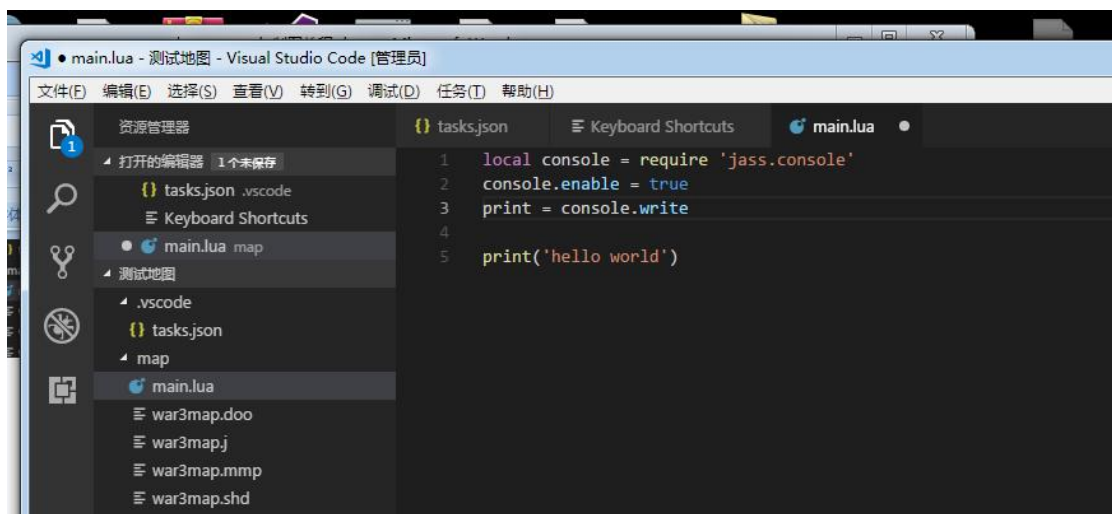 main.lua - 测试地图 - Visual Studio Code [管理员]
文件(F) 编辑(E) 选择(S) 查看(V) 转到(G) 调试(D) 任务(T) 帮助(H)
资源管理器
{} tasks.json Keyboard Shortcuts main.lua
1
打开的编辑器 1个未保存
{} tasks.json .vscode
Keyboard Shortcuts
main.lua map
测试地图
.vscode
{} tasks.json
map
main.lua
war3map.doo
war3map.j
war3map.mmp
war3map.shd
1 local console = require 'jass.console'
2 console.enable = true
3 print = console.write
4
5 print('hello world')